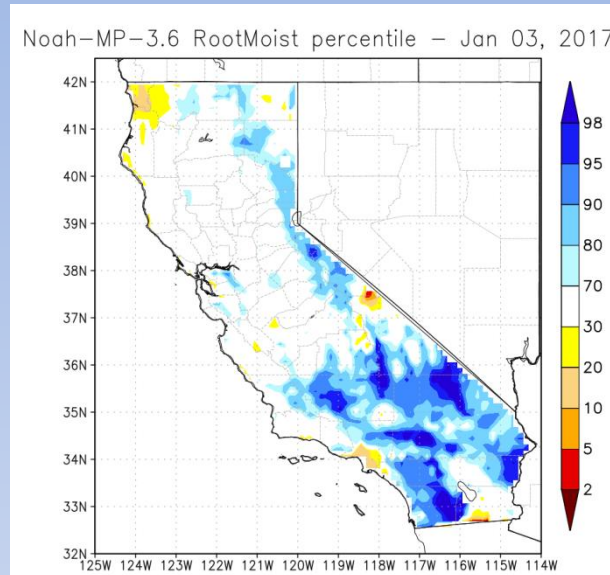 Noah-MP-3.6 RootMoist percentile - Jan 03, 2017
42N
41N
40N
39N
38N
37N
36N
35N
34N
33N
32N
125W 124W 123W 122W 121W 120W 119W 118W 117W 116W 115W 114W
98
95
90
80
70
30
20
10
5
2